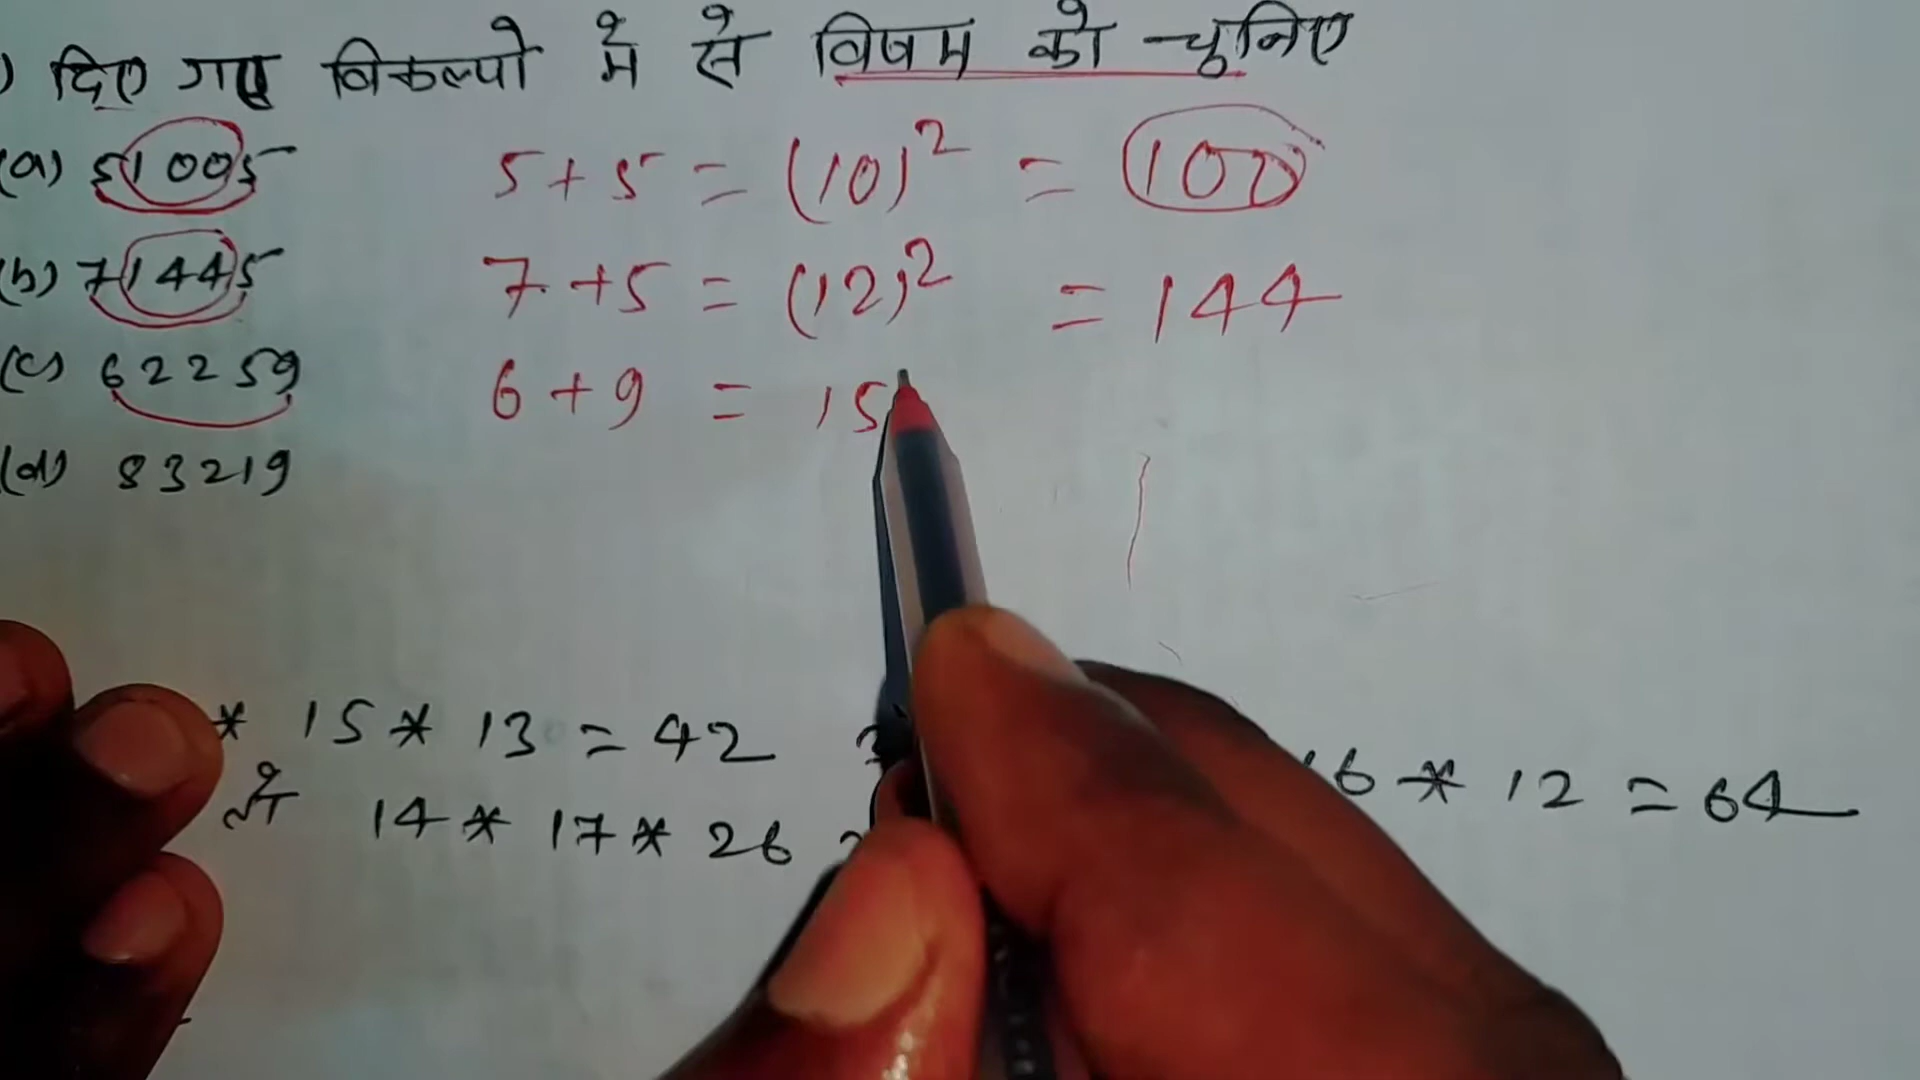 ) दिए गए विकल्पो मे से विषम को चुनिए
(a) 51005 5+5 = (10)² = 100
(b) 71445 7+5 = (12)² = 144
(c) 62259 6+9 = 15
(d) 83219
* 15 * 13 = 42 16 * 12 = 64
14 * 17 * 26